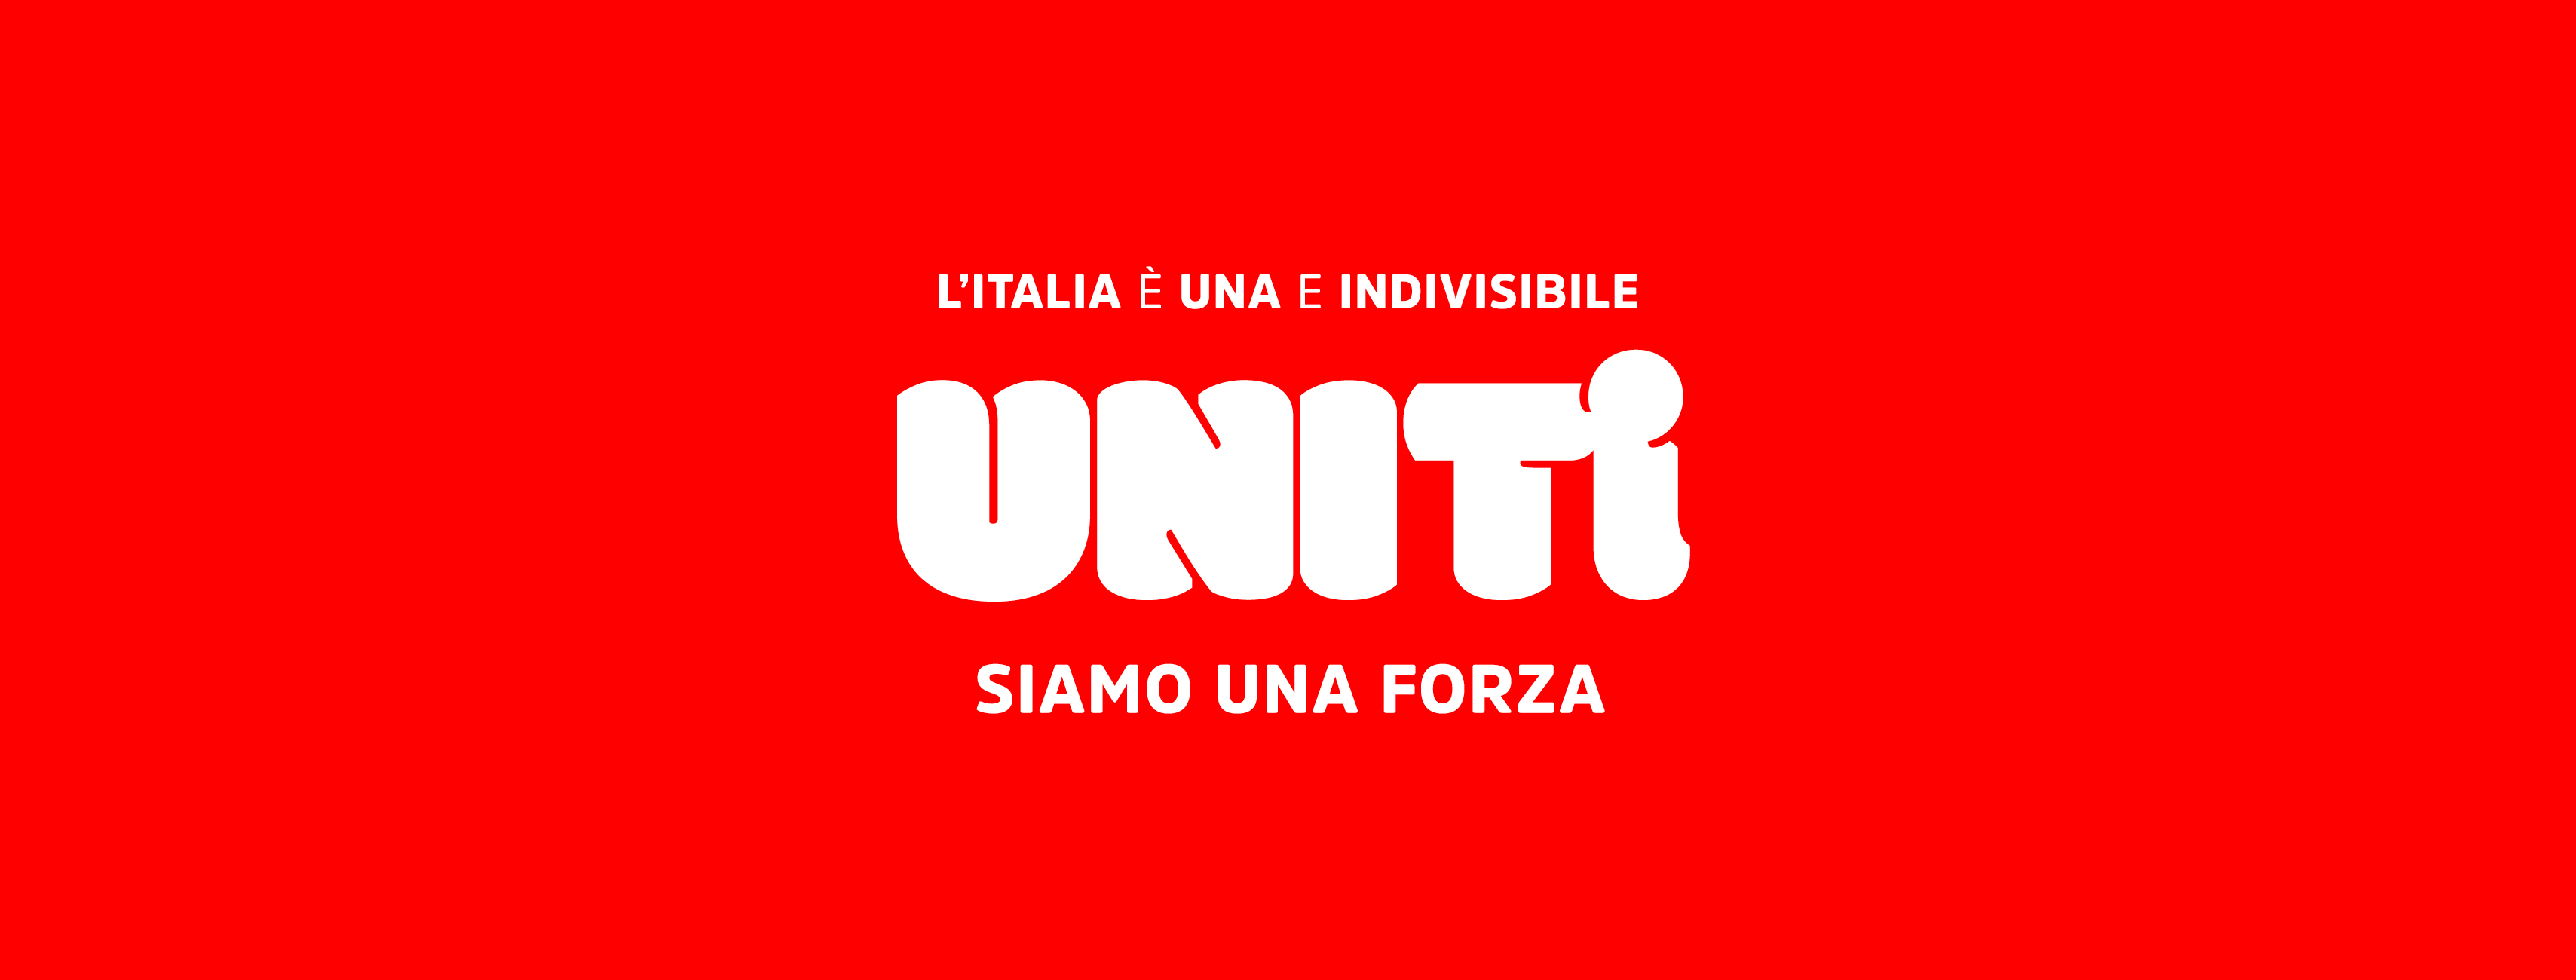 L’ITALIA È UNA E INDIVISIBILE
UNITi
SIAMO UNA FORZA